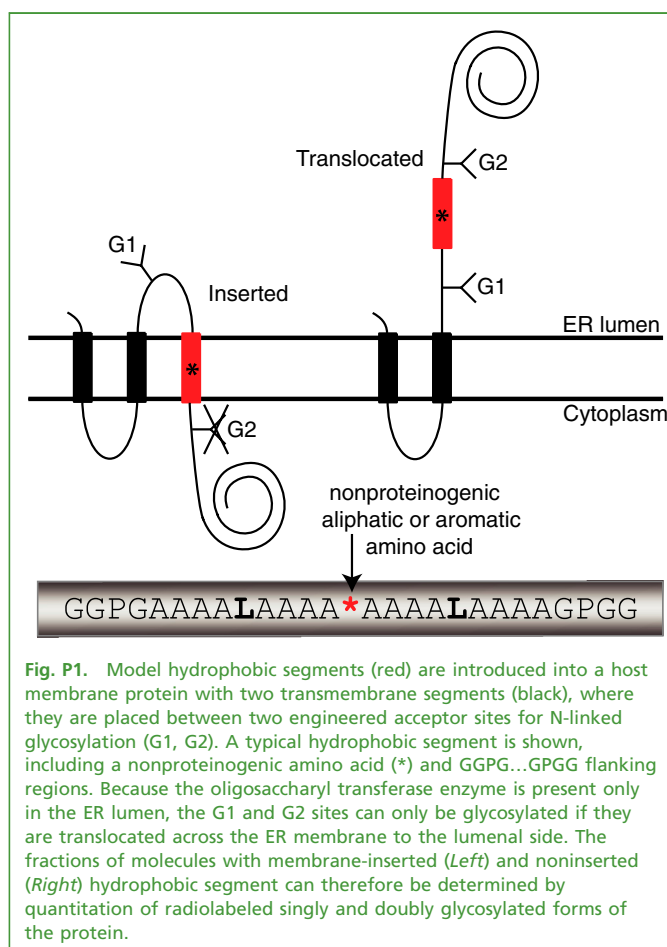 Translocated
G2
*
G1
Inserted
G1
ER lumen
*
Cytoplasm
G2
nonproteinogenic
aliphatic or aromatic
amino acid
GGPGAAAALAAAA*AAAALAAAAGPGG
Fig. P1. Model hydrophobic segments (red) are introduced into a host
membrane protein with two transmembrane segments (black), where
they are placed between two engineered acceptor sites for N-linked
glycosylation (G1, G2). A typical hydrophobic segment is shown,
including a nonproteinogenic amino acid (*) and GGPG...GPGG flanking
regions. Because the oligosaccharyl transferase enzyme is present only
in the ER lumen, the G1 and G2 sites can only be glycosylated if they
are translocated across the ER membrane to the lumenal side. The
fractions of molecules with membrane-inserted (Left) and noninserted
(Right) hydrophobic segment can therefore be determined by
quantitation of radiolabeled singly and doubly glycosylated forms of
the protein.